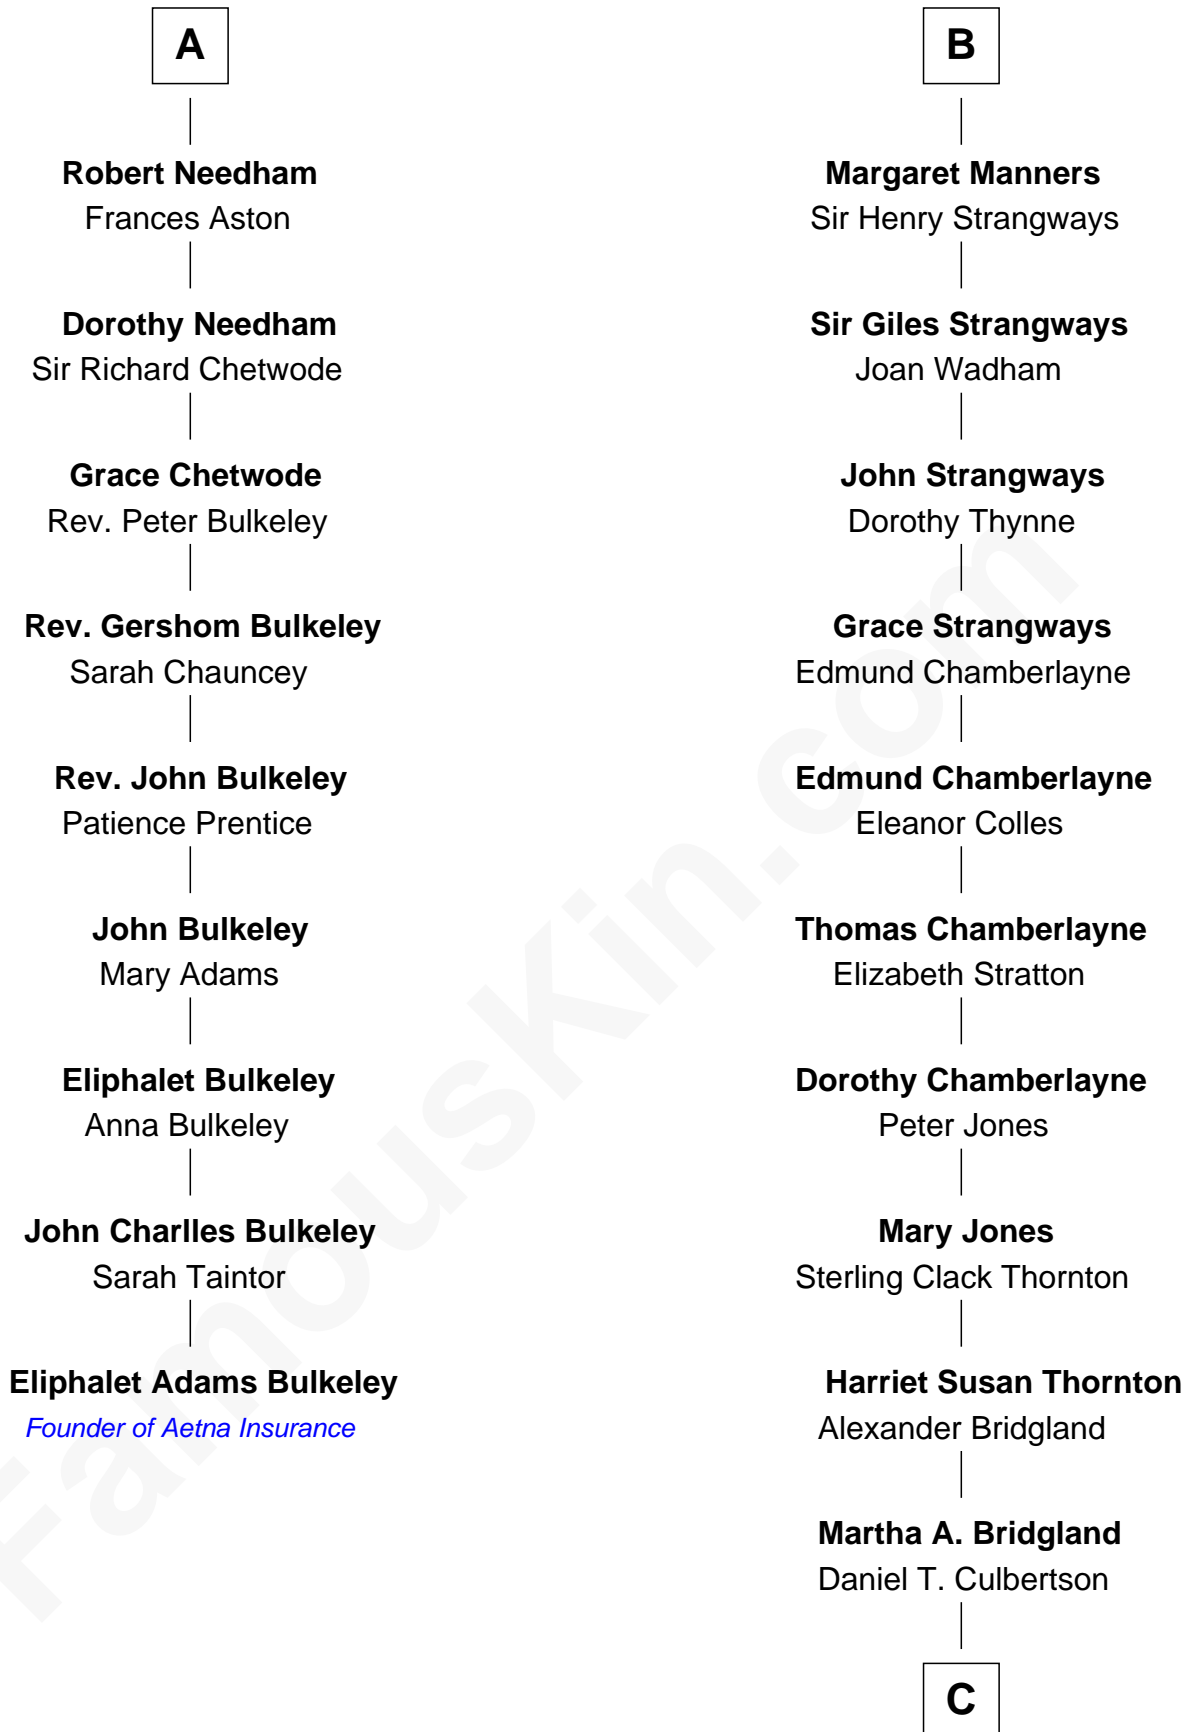 A
Robert Needham
Frances Aston
Dorothy Needham
Sir Richard Chetwode
Grace Chetwode
Rev. Peter Bulkeley
Rev. Gershom Bulkeley
Sarah Chauncey
Rev. John Bulkeley
Patience Prentice
John Bulkeley
Mary Adams
Eliphalet Bulkeley
Anna Bulkeley
John Charlles Bulkeley
Sarah Taintor
Eliphalet Adams Bulkeley
Founder of Aetna Insurance
B
Margaret Manners
Sir Henry Strangways
Sir Giles Strangways
Joan Wadham
John Strangways
Dorothy Thynne
Grace Strangways
Edmund Chamberlayne
Edmund Chamberlayne
Eleanor Colles
Thomas Chamberlayne
Elizabeth Stratton
Dorothy Chamberlayne
Peter Jones
Mary Jones
Sterling Clack Thornton
Harriet Susan Thornton
Alexander Bridgland
Martha A. Bridgland
Daniel T. Culbertson
C
FamousKin.com